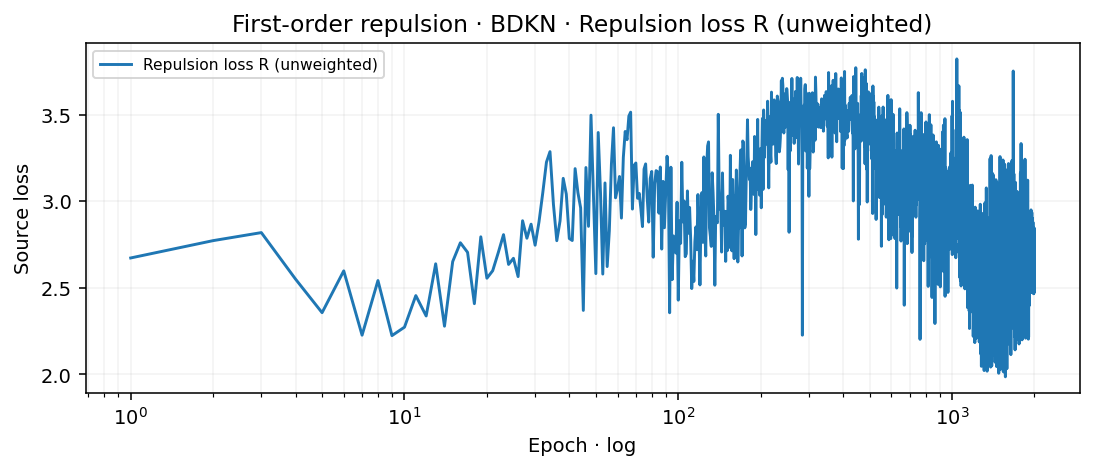 First-order repulsion · BDKN · Repulsion loss R (unweighted)
Repulsion loss R (unweighted)
Source loss
3.5
3.0
2.5
2.0
10⁰
10¹
10²
10³
Epoch · log